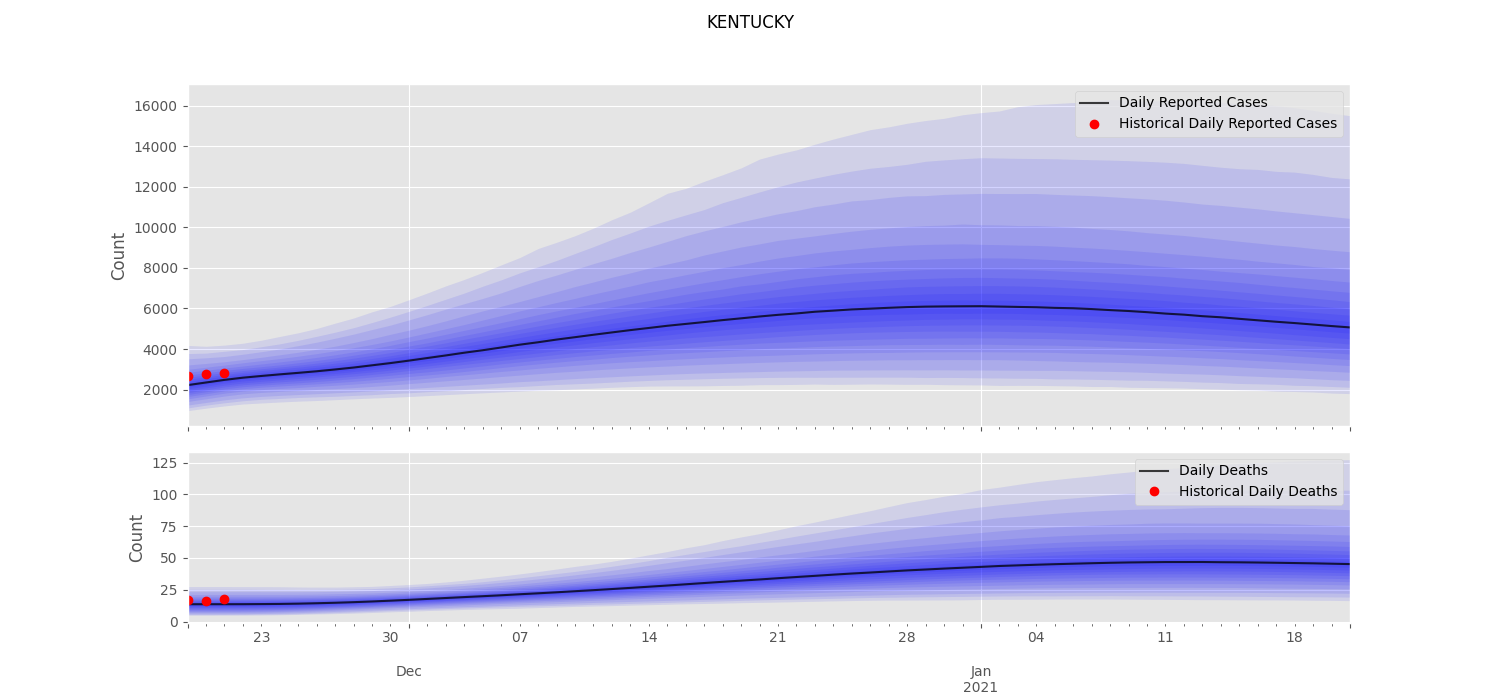 KENTUCKY
16000
14000
12000
10000
8000
6000
4000
2000
Count
Daily Reported Cases
Historical Daily Reported Cases
125
100
75
50
25
0
Count
Daily Deaths
Historical Daily Deaths
23 30 07 14 21 28 04 11 18
Dec Jan
2021